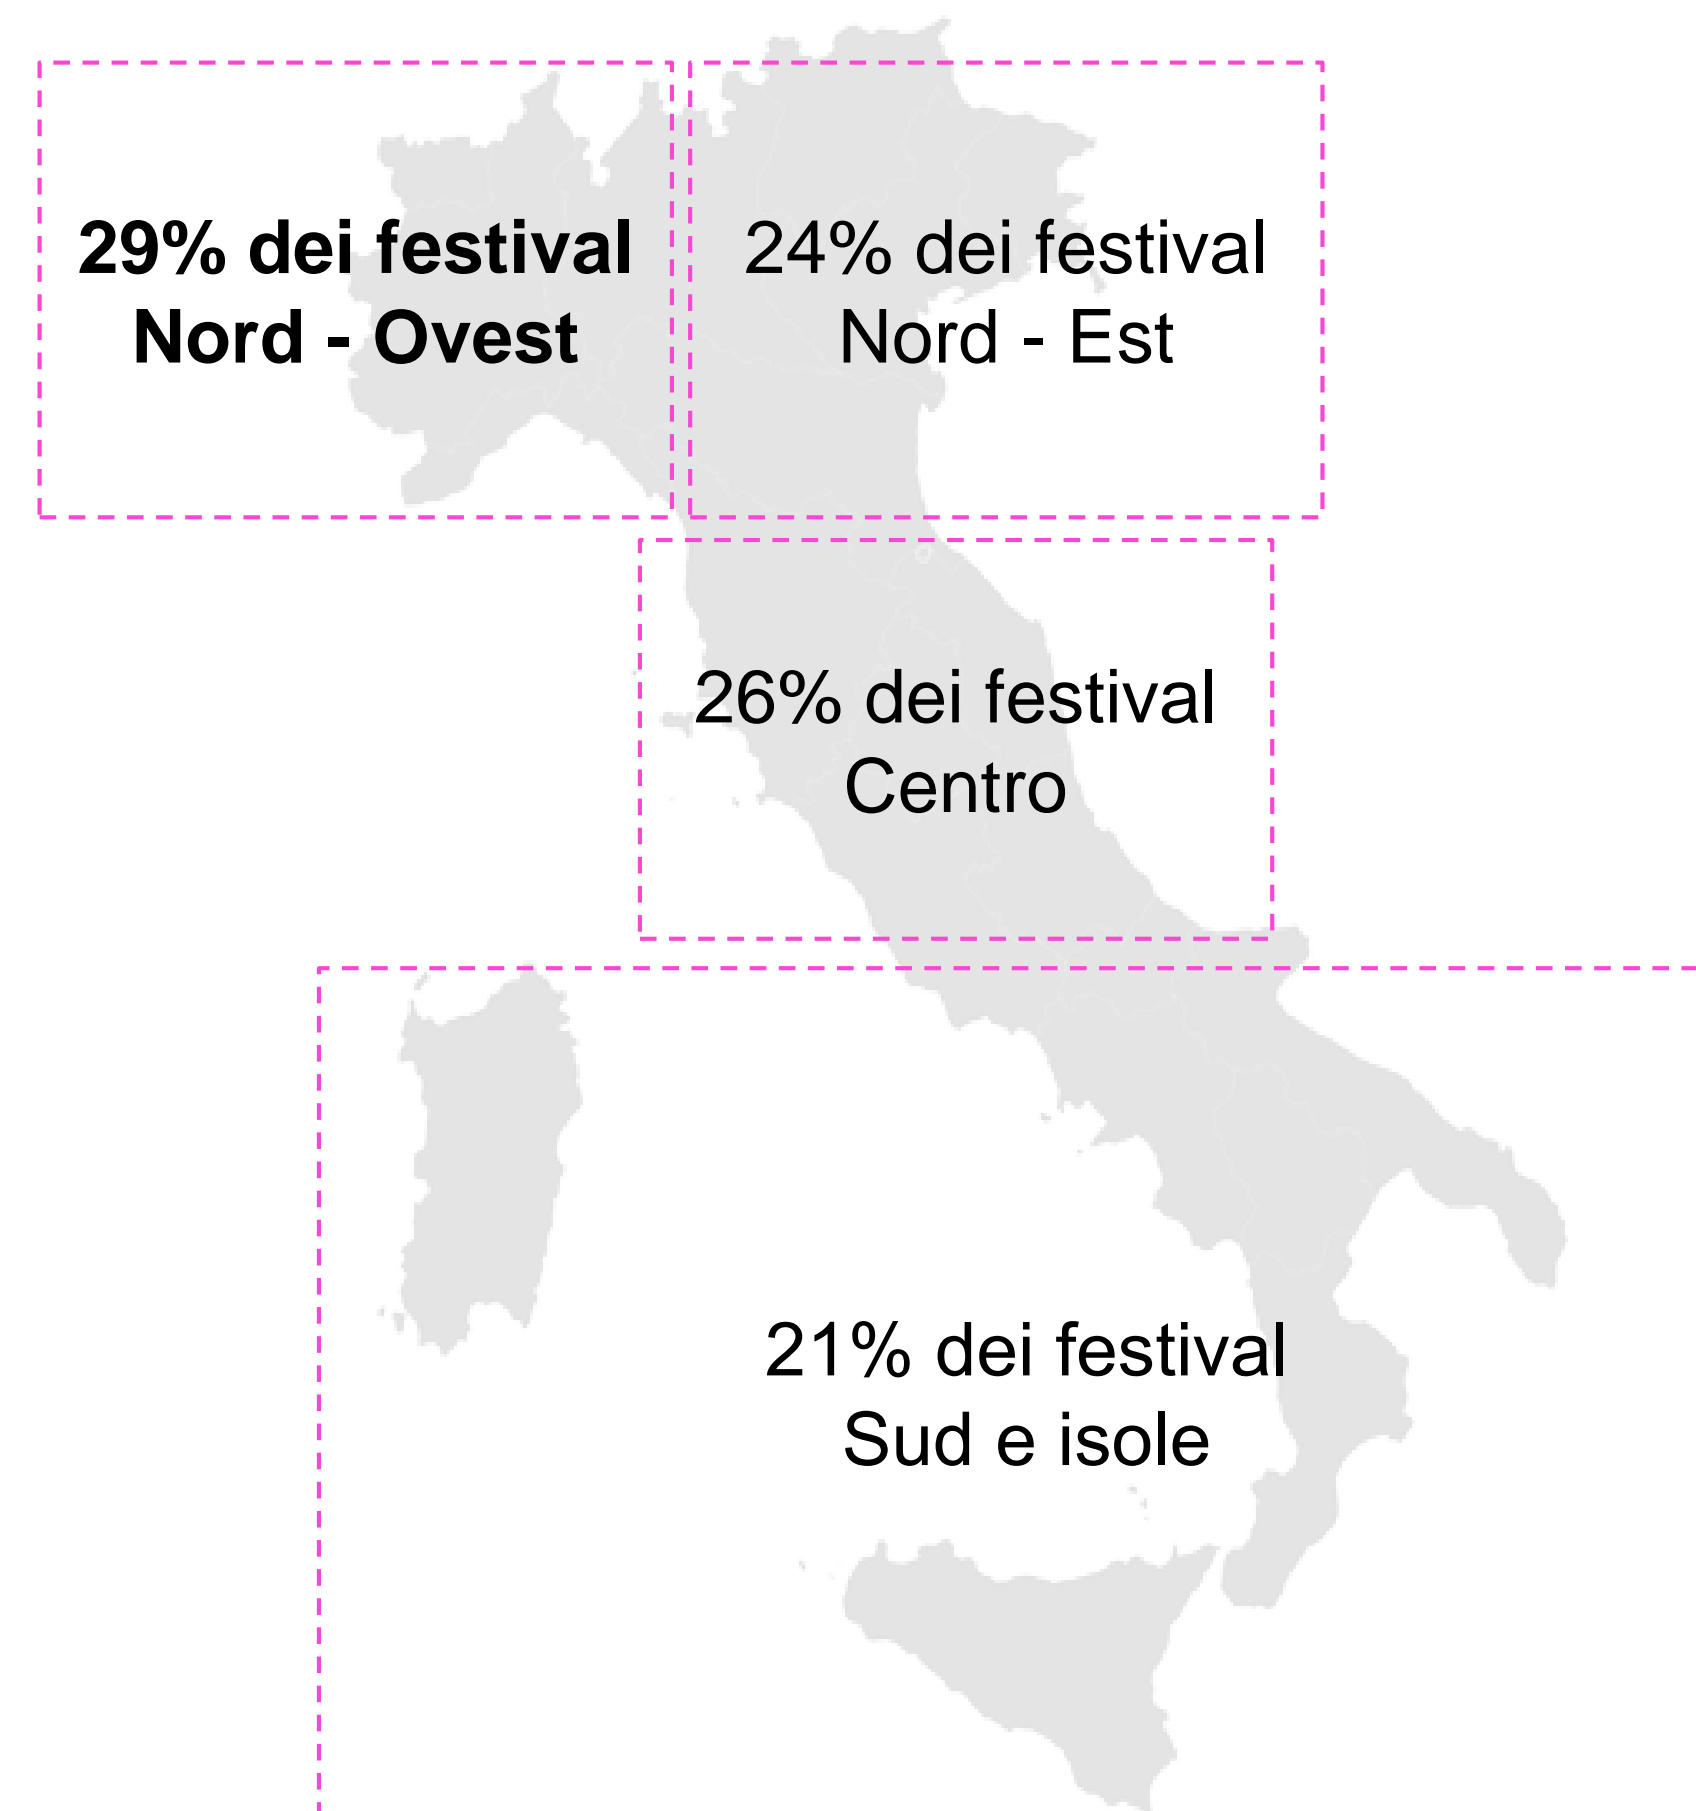 29% dei festival
Nord - Ovest
24% dei festival
Nord - Est
26% dei festival
Centro
21% dei festival
Sud e isole